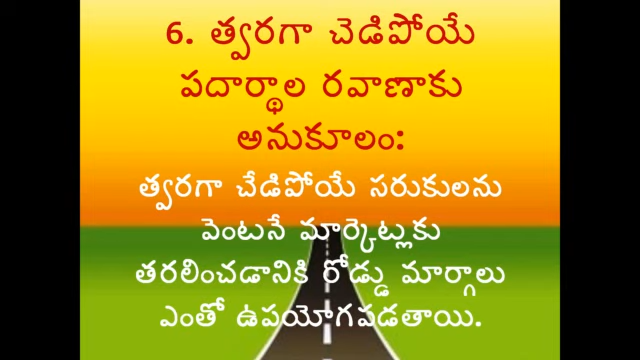 6. త్వరగా చెడిపోయే
పదార్థాల రవాణాకు
అనుకూలం:
త్వరగా చేడిపోయే సరుకులను
వెంటనే మార్కెట్లకు
తరలించడానికి రోడ్డు మార్గాలు
ఎంతో ఉపయోగపడతాయి.